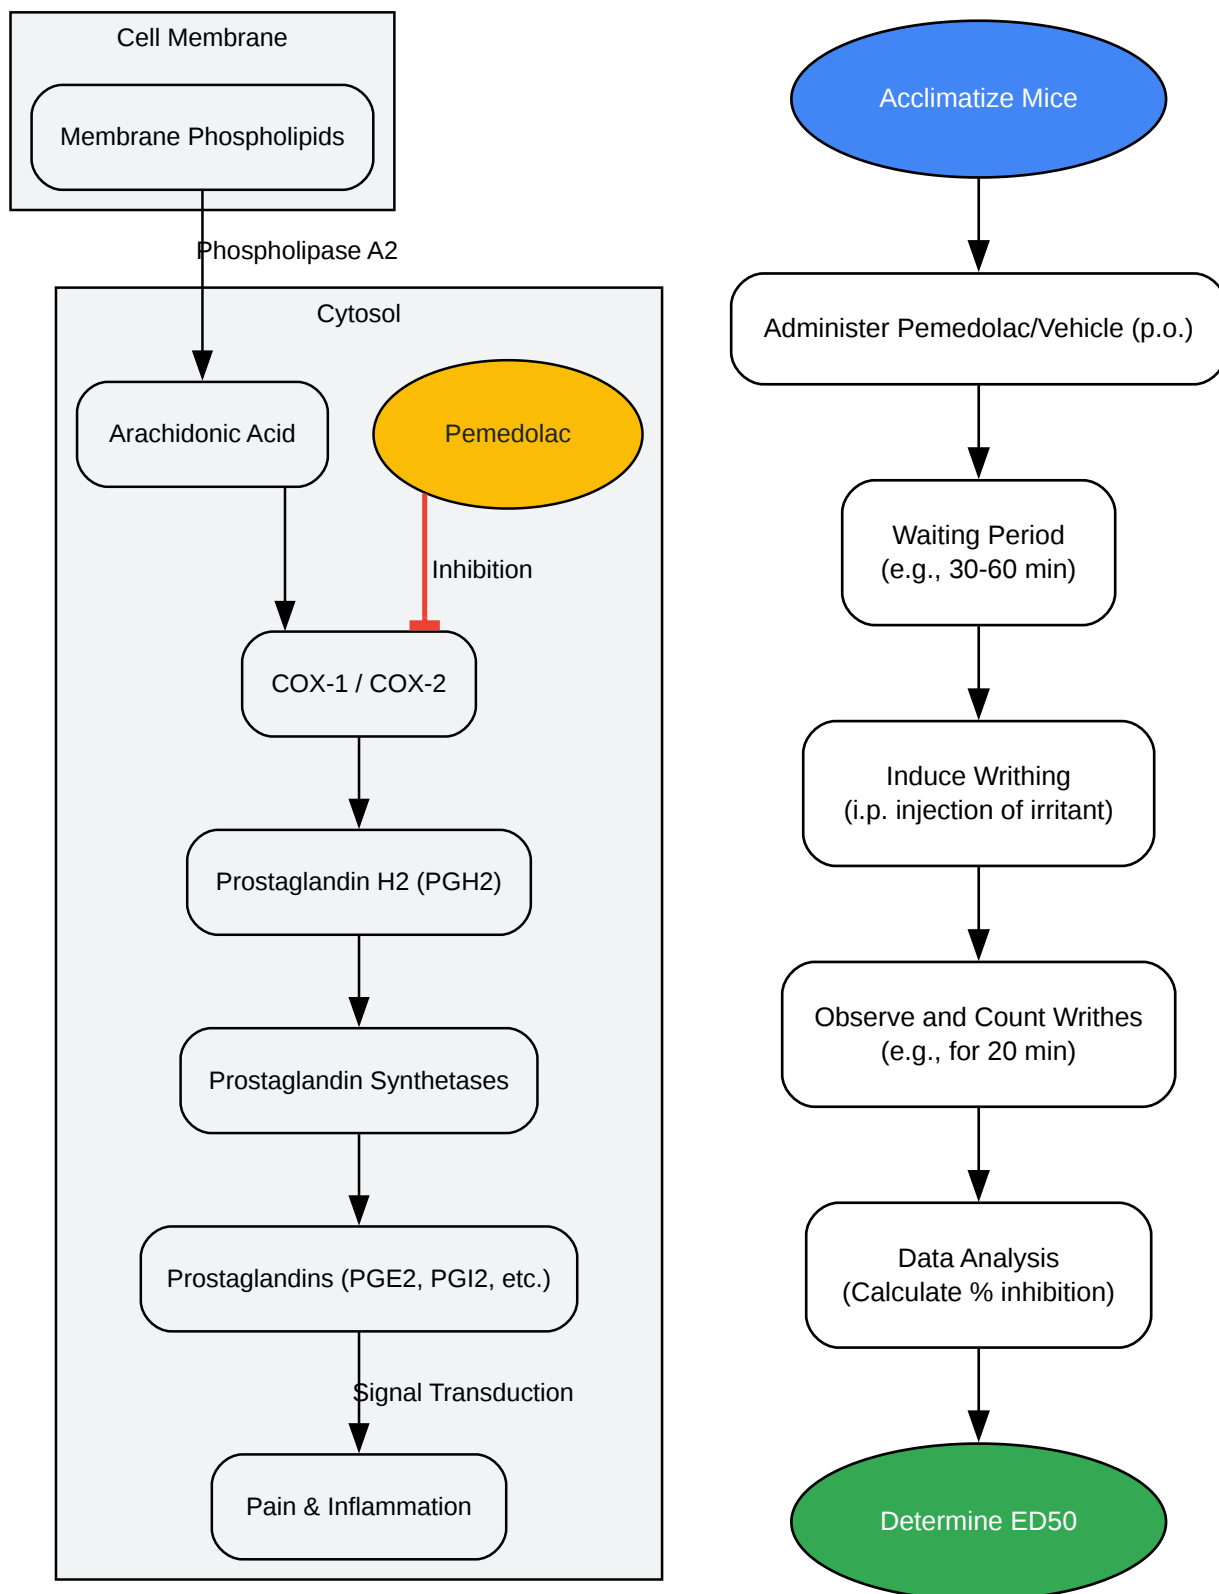 Cell Membrane
Membrane Phospholipids
Phospholipase A2
Cytosol
Arachidonic Acid
Pemedolac
Inhibition
COX-1 / COX-2
Prostaglandin H2 (PGH2)
Prostaglandin Synthetases
Prostaglandins (PGE2, PGI2, etc.)
Signal Transduction
Pain & Inflammation
Acclimatize Mice
Administer Pemedolac/Vehicle (p.o.)
Waiting Period
(e.g., 30-60 min)
Induce Writhing
(i.p. injection of irritant)
Observe and Count Writhes
(e.g., for 20 min)
Data Analysis
(Calculate % inhibition)
Determine ED50